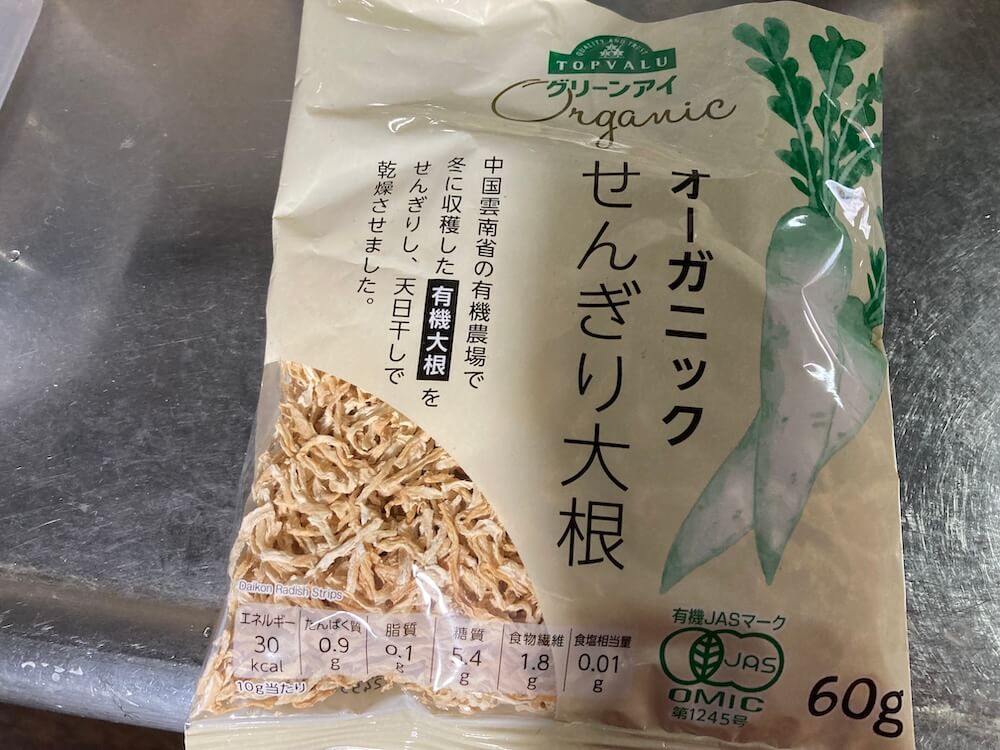 QUALITY AND TRUST
TOPVALU
グリーンアイ
Organic
オーガニック
せんぎり大根
中国雲南省の有機農場で
冬に収穫した有機大根を
せんぎりし、天日干しで
乾燥させました。
Daikon Radish Strips
エネルギー 30 kcal
たんぱく質 0.9 g
脂質 0.1 g
糖質 5.4 g
食物繊維 1.8 g
食塩相当量 0.01 g
10g当たり
有機JASマーク
JAS
OMIC
第1245号
60g